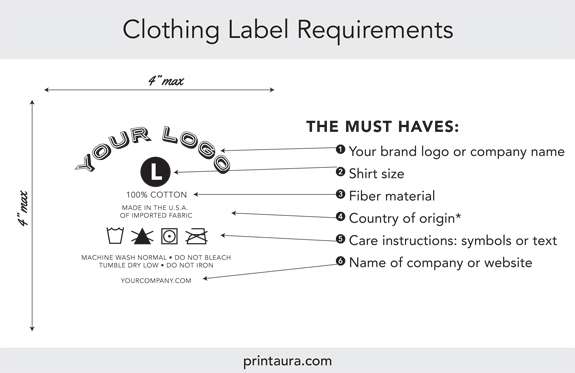 Clothing Label Requirements
4" max
4" max
YOUR LOGO
L
100% COTTON
MADE IN THE U.S.A.
OF IMPORTED FABRIC
MACHINE WASH NORMAL • DO NOT BLEACH
TUMBLE DRY LOW • DO NOT IRON
YOURCOMPANY.COM
THE MUST HAVES:
1 Your brand logo or company name
2 Shirt size
3 Fiber material
4 Country of origin*
5 Care instructions: symbols or text
6 Name of company or website
printaura.com